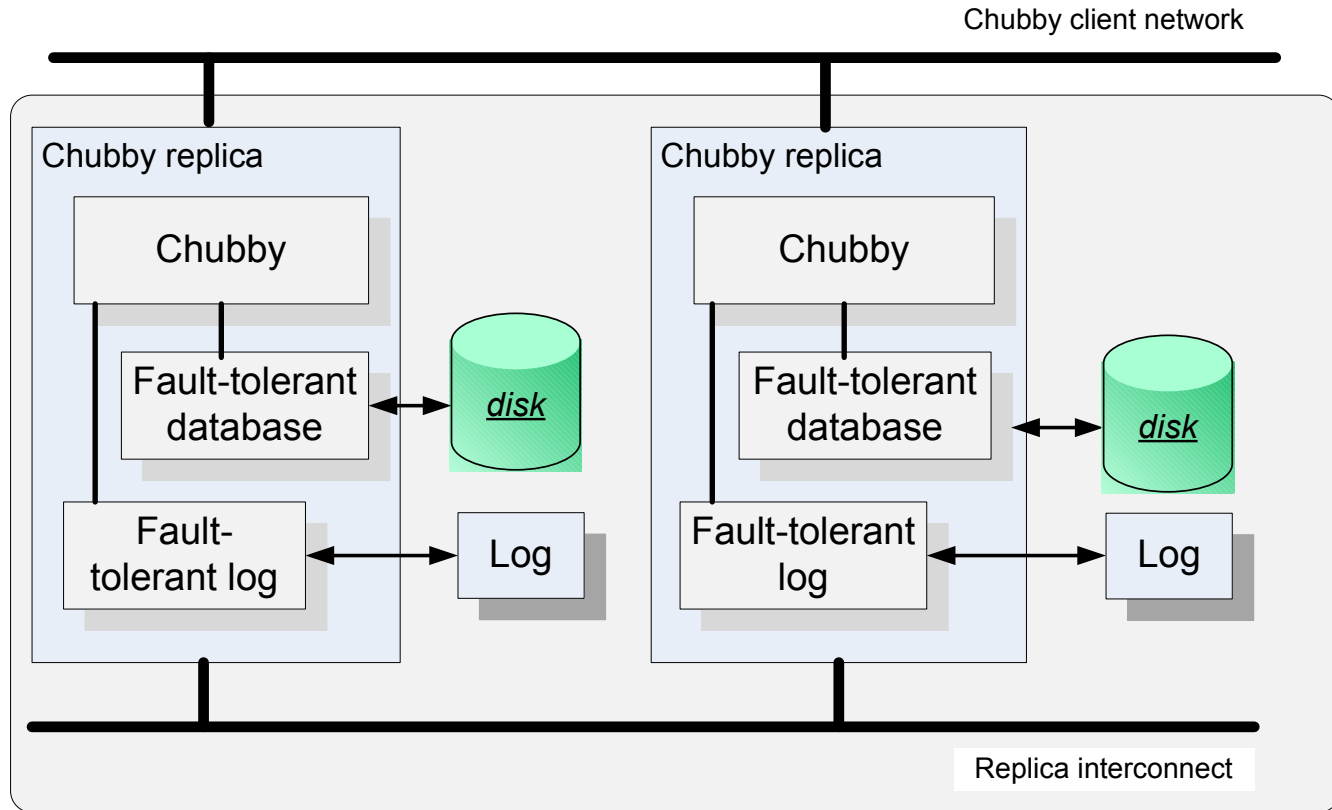 Chubby client network
Chubby replica
Chubby
Fault-tolerant
database
disk
Fault-
tolerant log
Log
Chubby replica
Chubby
Fault-tolerant
database
disk
Fault-tolerant
log
Log
Replica interconnect